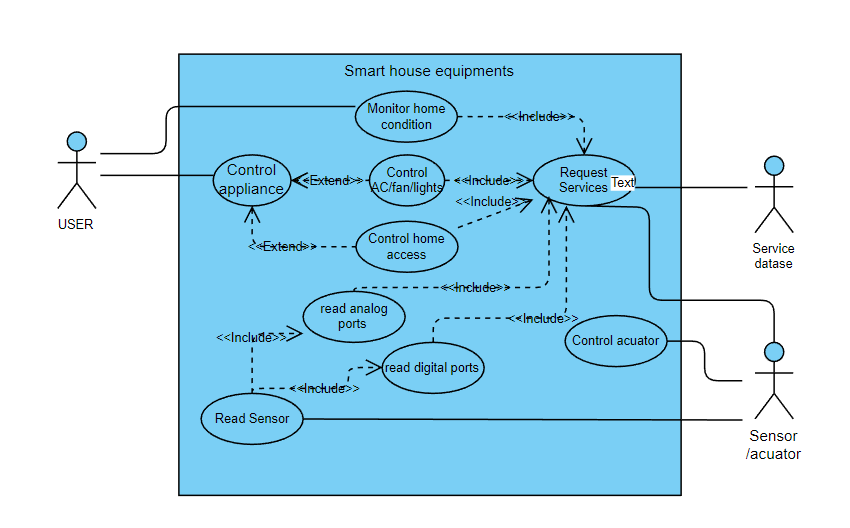 Smart house equipments
Monitor home
condition
<<Include>>
Control
appliance
<<Extend>>
Control
AC/fan/lights
<<Include>>
Request
Services
Text
<<Include>>
USER
Control home
access
<<Extend>>
Service
datase
<<Include>>
read analog
ports
<<Include>>
<<Include>>
Control acuator
read digital ports
<<Include>>
Read Sensor
Sensor
/acuator